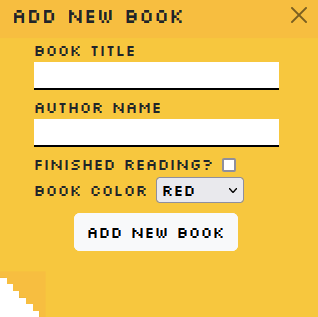 ADD NEW BOOK
BOOK TITLE
AUTHOR NAME
FINISHED READING?
BOOK COLOR RED
ADD NEW BOOK